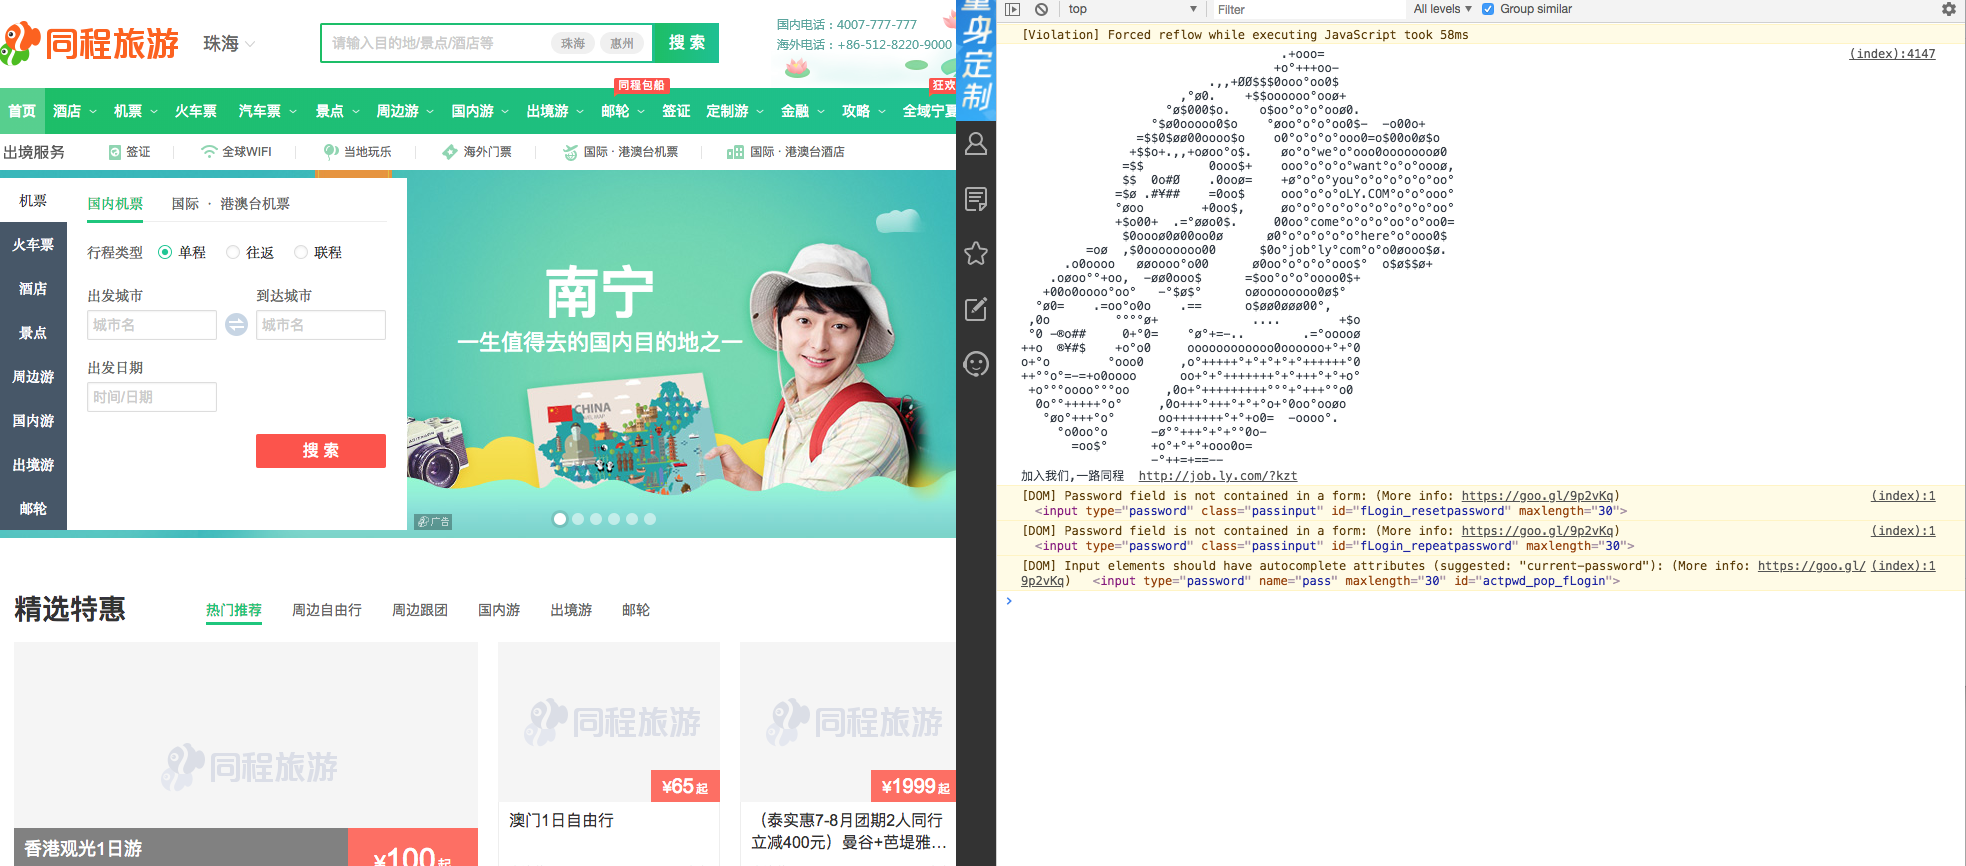 同程旅游
珠海
请输入目的地/景点/酒店等
珠海
惠州
搜 索
国内电话：4007-777-777
海外电话：+86-512-8220-9000
同程包船
狂欢
首页
酒店
机票
火车票
汽车票
景点
周边游
国内游
出境游
邮轮
签证
定制游
金融
攻略
全域宁夏
出境服务
签证
全球WIFI
当地玩乐
海外门票
国际 · 港澳台机票
国际 · 港澳台酒店
机票
火车票
酒店
景点
周边游
国内游
出境游
邮轮
国内机票
国际 · 港澳台机票
行程类型
单程
往返
联程
出发城市
到达城市
城市名
城市名
出发日期
时间/日期
搜 索
南宁
一生值得去的国内目的地之一
CHINA
广告
身定制
精选特惠
热门推荐
周边自由行
周边跟团
国内游
出境游
邮轮
同程旅游
同程旅游
同程旅游
香港观光1日游
¥100起
¥65起
澳门1日自由行
¥1999起
（泰实惠7-8月团期2人同行
立减400元）曼谷+芭堤雅...
top
Filter
All levels
Group similar
[Violation] Forced reflow while executing JavaScript took 58ms
(index):4147
we
want
you
LY.COM
come
here
job ly com
加入我们,一路同程 http://job.ly.com/?kzt
[DOM] Password field is not contained in a form: (More info: https://goo.gl/9p2vKq)
(index):1
<input type="password" class="passinput" id="fLogin_resetpassword" maxlength="30">
[DOM] Password field is not contained in a form: (More info: https://goo.gl/9p2vKq)
(index):1
<input type="password" class="passinput" id="fLogin_repeatpassword" maxlength="30">
[DOM] Input elements should have autocomplete attributes (suggested: "current-password"): (More info: https://goo.gl/
(index):1
9p2vKq) <input type="password" name="pass" maxlength="30" id="actpwd_pop_fLogin">